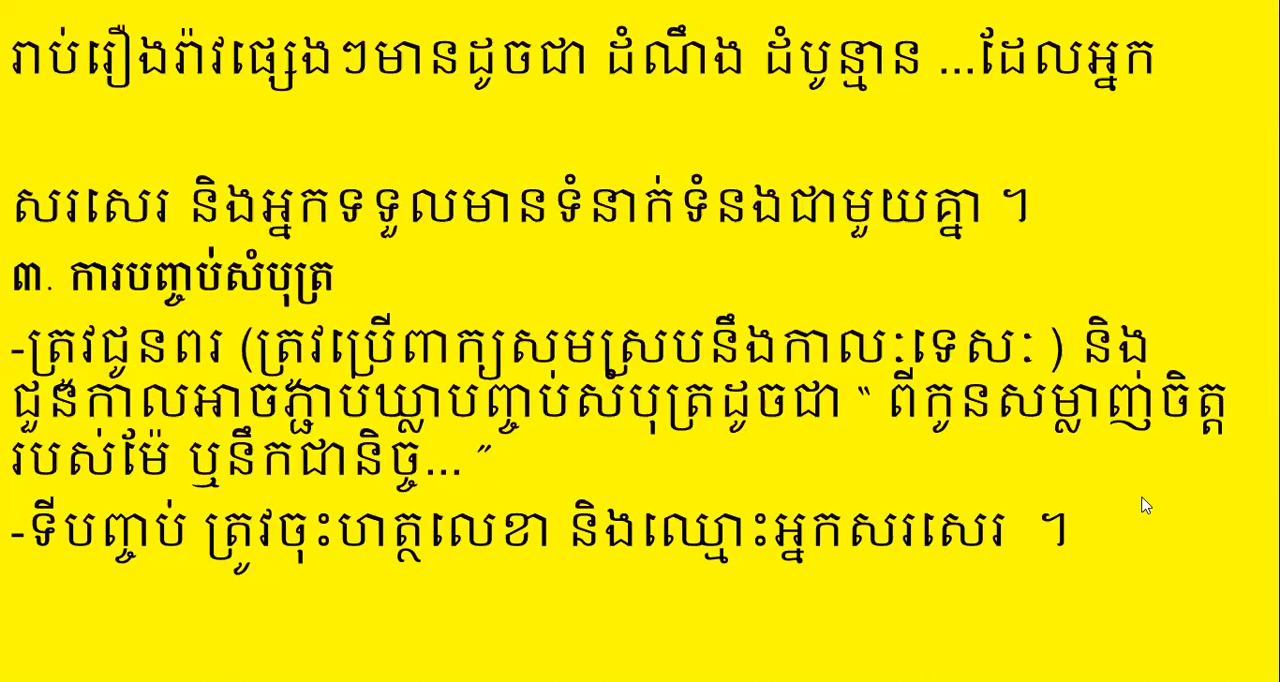 រាប់រឿងរ៉ាវផ្សេងៗមានដូចជា ដំណឹង ដំបូន្មាន ...ដែលអ្នក
សរសេរ និងអ្នកទទួលមានទំនាក់ទំនងជាមួយគ្នា ។
៣. ការបញ្ចប់សំបុត្រ
-ត្រូវជូនពរ (ត្រូវប្រើពាក្យសមស្របនឹងកាលៈទេសៈ ) និង
ជួនកាលអាចភ្ជាប់ឃ្លាបញ្ចប់សំបុត្រដូចជា “ ពីកូនសម្លាញ់ចិត្ត
របស់ម៉ែ ឬនឹកជានិច្ច... ”
-ទីបញ្ចប់ ត្រូវចុះហត្ថលេខា និងឈ្មោះអ្នកសរសេរ ។